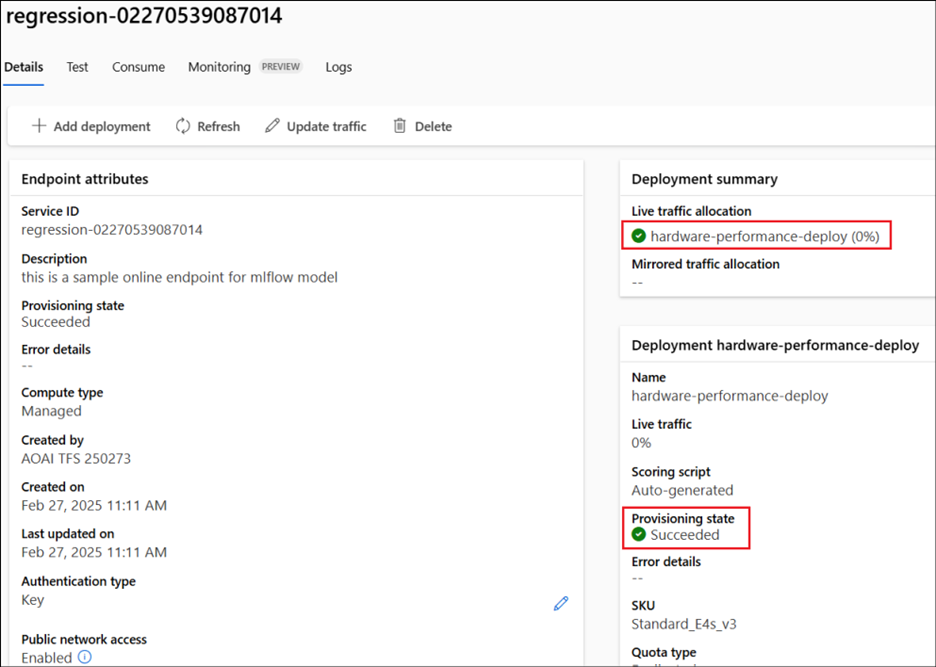 regression-02270539087014
Details Test Consume Monitoring PREVIEW Logs
Add deployment Refresh Update traffic Delete
Endpoint attributes
Service ID
regression-02270539087014
Description
this is a sample online endpoint for mlflow model
Provisioning state
Succeeded
Error details
--
Compute type
Managed
Created by
AOAI TFS 250273
Created on
Feb 27, 2025 11:11 AM
Last updated on
Feb 27, 2025 11:11 AM
Authentication type
Key
Public network access
Enabled
Deployment summary
Live traffic allocation
hardware-performance-deploy (0%)
Mirrored traffic allocation
--
Deployment hardware-performance-deploy
Name
hardware-performance-deploy
Live traffic
0%
Scoring script
Auto-generated
Provisioning state
Succeeded
Error details
--
SKU
Standard_E4s_v3
Quota type